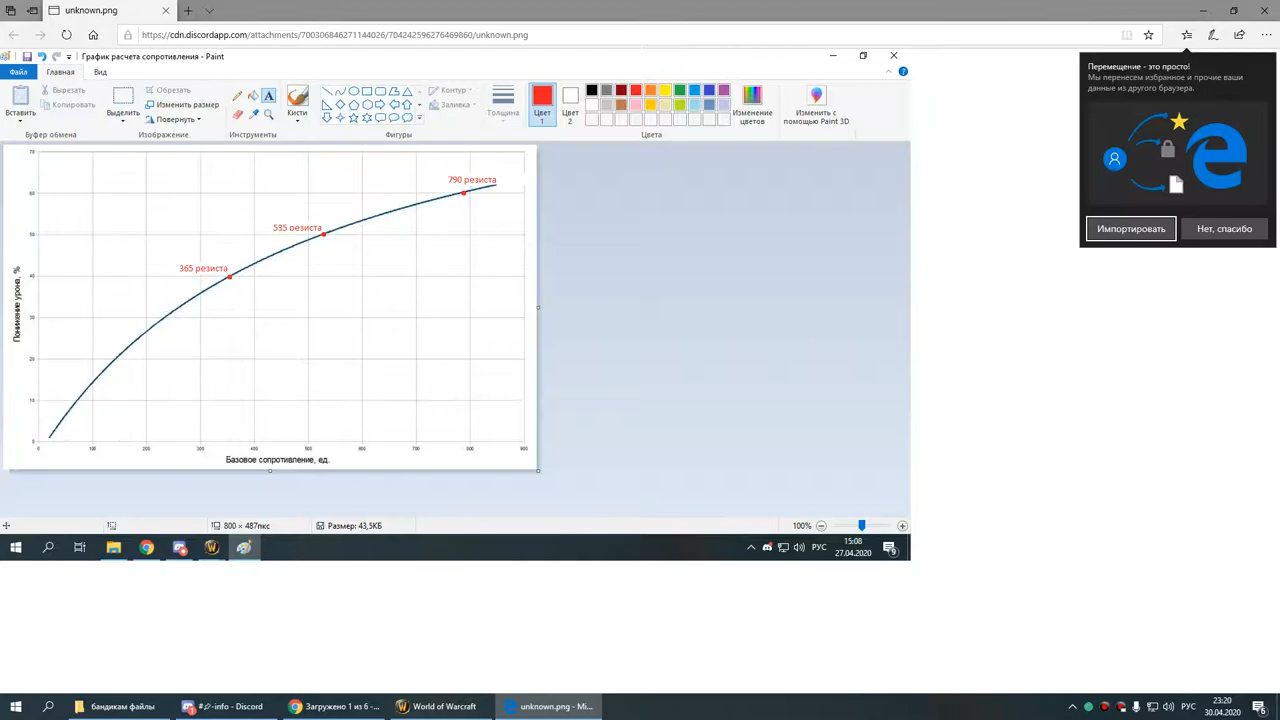 unknown.png
https://cdn.discordapp.com/attachments/700306846271144026/704242596276469860/unknown.png
График расчета сопротивления - Paint
Файл Главная Вид
Вставить
Вырезать
Копировать
Буфер обмена
Выделить
Обрезать
Изменить размер
Повернуть
Изображение
Инструменты
Кисти
Контур
Заливка
Фигуры
Толщина
Цвет 1
Цвет 2
Цвета
Изменение цветов
Изменить с помощью Paint 3D
Перемещение - это просто!
Мы перенесем избранное и прочие ваши
данные из другого браузера.
Импортировать Нет, спасибо
790 резиста
535 резиста
365 резиста
Понижение урона, %
70
60
50
40
30
20
10
0
0 100 200 300 400 500 600 700 800 900
Базовое сопротивление, ед.
800 × 487пкс Размер: 43,5КБ 100%
РУС 15:08
27.04.2020
9
бандикам файлы
-info - Discord
Загружено 1 из 6 -...
World of Warcraft
unknown.png - Mi...
РУС 23:20
30.04.2020
6